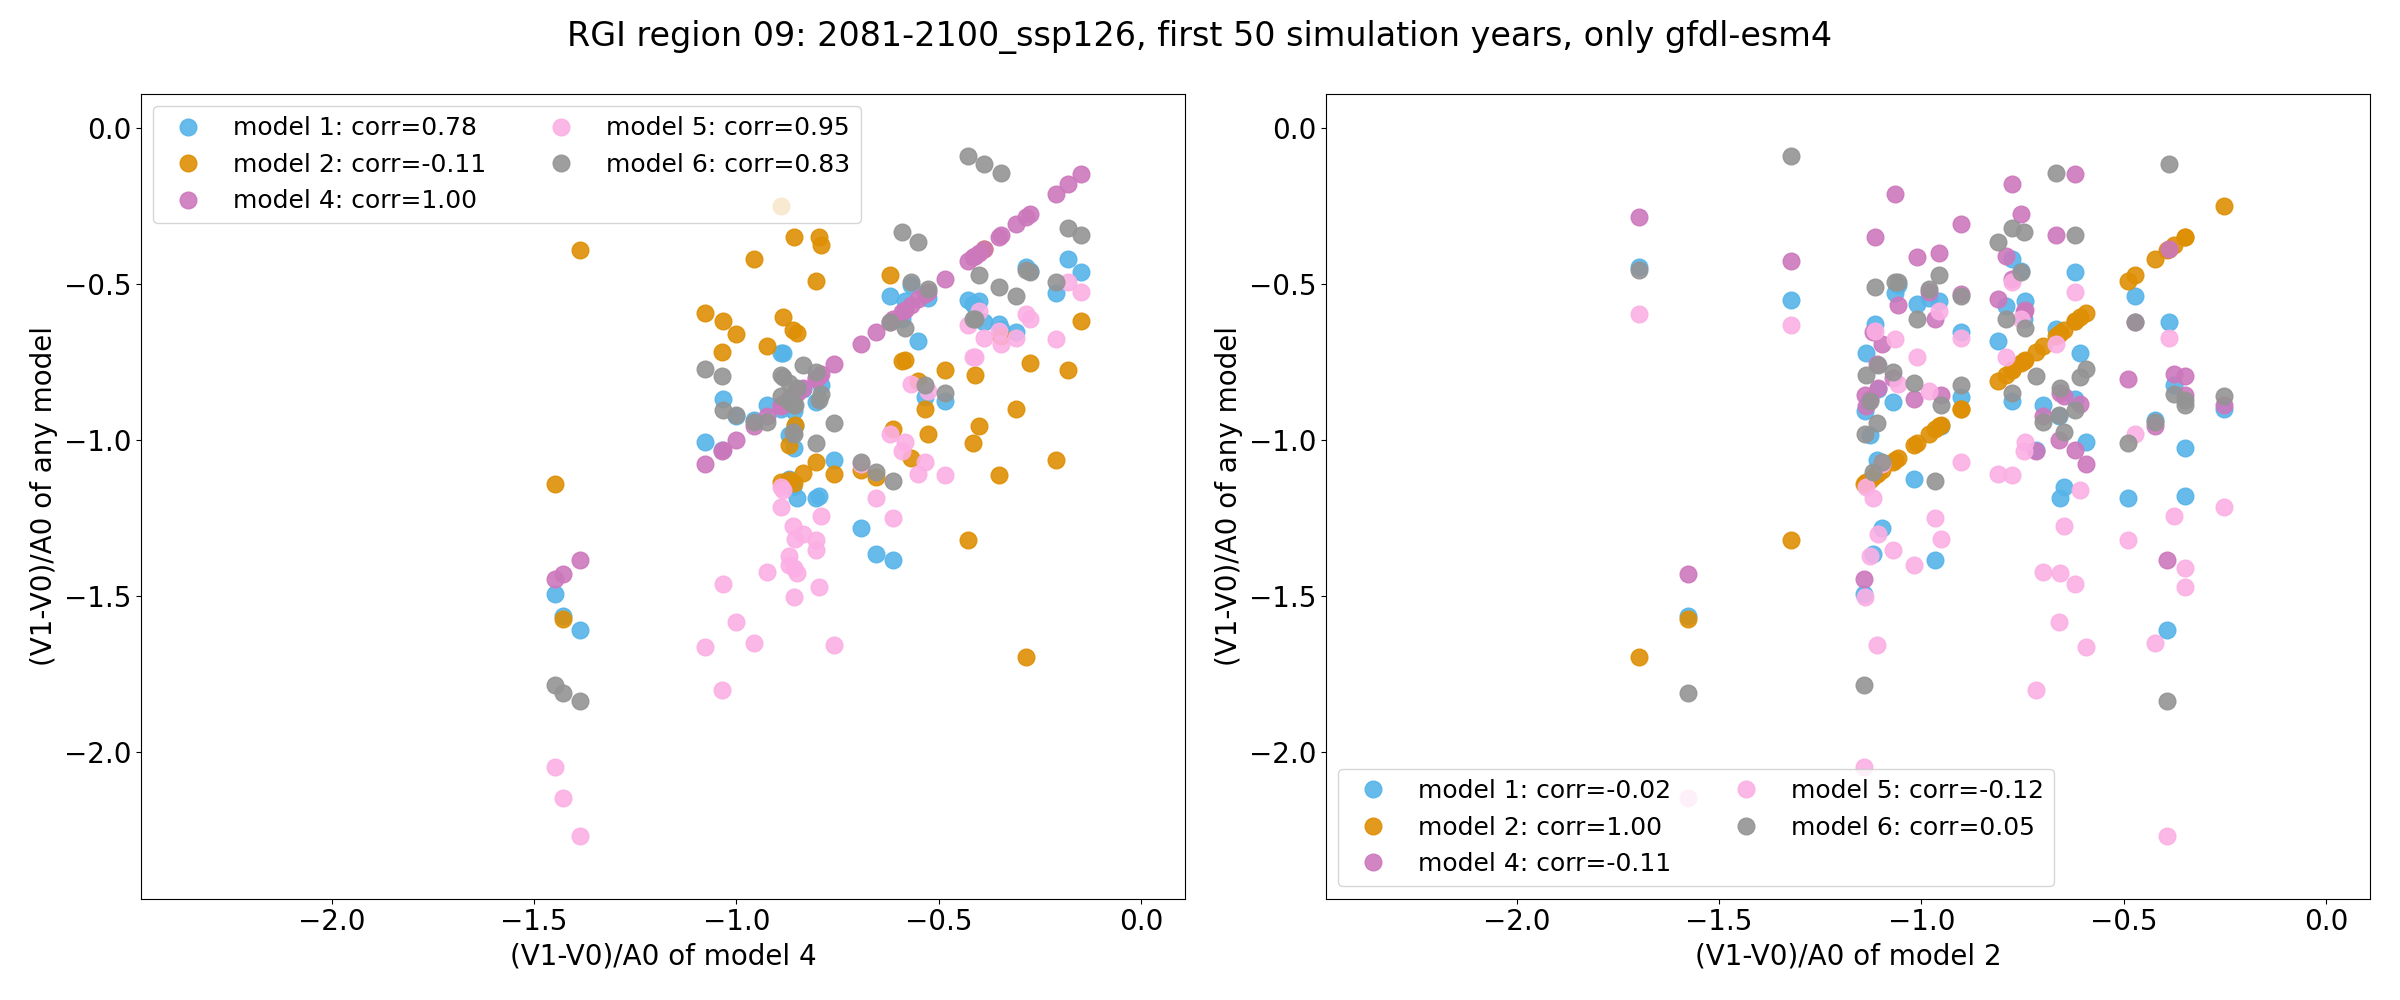 RGI region 09: 2081-2100_ssp126, first 50 simulation years, only gfdl-esm4
model 1: corr=0.78
model 2: corr=-0.11
model 4: corr=1.00
model 5: corr=0.95
model 6: corr=0.83
0.0
−0.5
−1.0
−1.5
−2.0
(V1-V0)/A0 of any model
−2.0 −1.5 −1.0 −0.5 0.0
(V1-V0)/A0 of model 4
0.0
−0.5
−1.0
−1.5
−2.0
(V1-V0)/A0 of any model
model 1: corr=-0.02
model 2: corr=1.00
model 4: corr=-0.11
model 5: corr=-0.12
model 6: corr=0.05
−2.0 −1.5 −1.0 −0.5 0.0
(V1-V0)/A0 of model 2